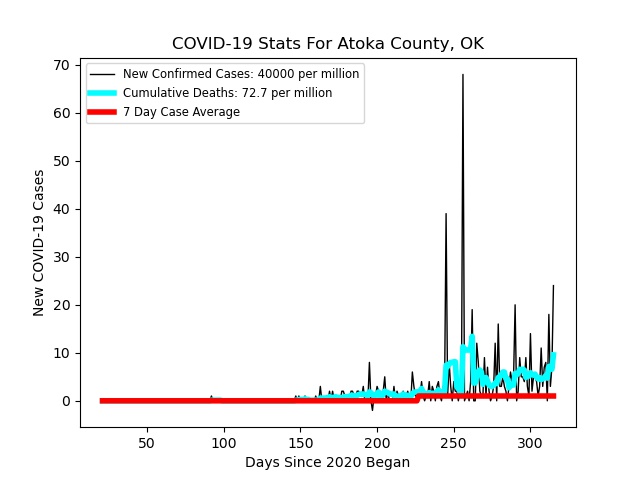 COVID-19 Stats For Atoka County, OK
New Confirmed Cases: 40000 per million
Cumulative Deaths: 72.7 per million
7 Day Case Average
New COVID-19 Cases
70
60
50
40
30
20
10
0
50 100 150 200 250 300
Days Since 2020 Began